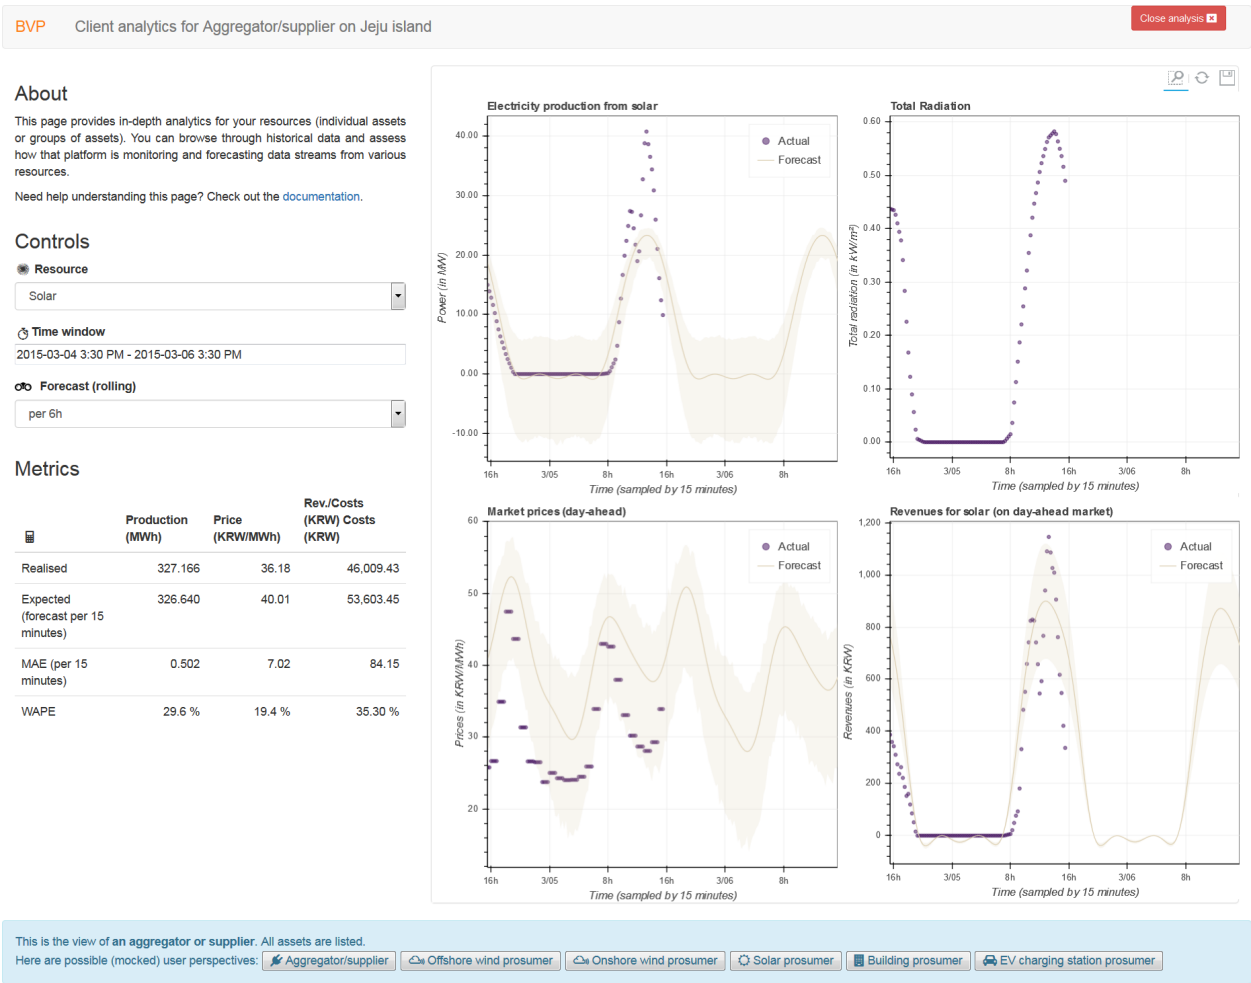 BVP Client analytics for Aggregator/supplier on Jeju island
Close analysis
About
This page provides in-depth analytics for your resources (individual assets
or groups of assets). You can browse through historical data and assess
how that platform is monitoring and forecasting data streams from various
resources.
Need help understanding this page? Check out the documentation.
Controls
Resource
Solar
Time window
2015-03-04 3:30 PM - 2015-03-06 3:30 PM
Forecast (rolling)
per 6h
Metrics
Production (MWh) Price (KRW/MWh) Rev./Costs (KRW) Costs (KRW)
Realised 327.166 36.18 46,009.43
Expected (forecast per 15 minutes) 326.640 40.01 53,603.45
MAE (per 15 minutes) 0.502 7.02 84.15
WAPE 29.6 % 19.4 % 35.30 %
Electricity production from solar
Actual
Forecast
Power (in MW)
40.00
30.00
20.00
10.00
0.00
-10.00
16h 3/05 8h 16h 3/06 8h
Time (sampled by 15 minutes)
Total Radiation
Total radiation (in kW/m²)
0.60
0.50
0.40
0.30
0.20
0.10
0.00
16h 3/05 8h 16h 3/06 8h
Time (sampled by 15 minutes)
Market prices (day-ahead)
Actual
Forecast
Prices (in KRW/MWh)
60
50
40
30
20
16h 3/05 8h 16h 3/06 8h
Time (sampled by 15 minutes)
Revenues for solar (on day-ahead market)
Actual
Forecast
Revenues (in KRW)
1,200
1,000
800
600
400
200
0
16h 3/05 8h 16h 3/06 8h
Time (sampled by 15 minutes)
This is the view of an aggregator or supplier. All assets are listed.
Here are possible (mocked) user perspectives: Aggregator/supplier Offshore wind prosumer Onshore wind prosumer Solar prosumer Building prosumer EV charging station prosumer